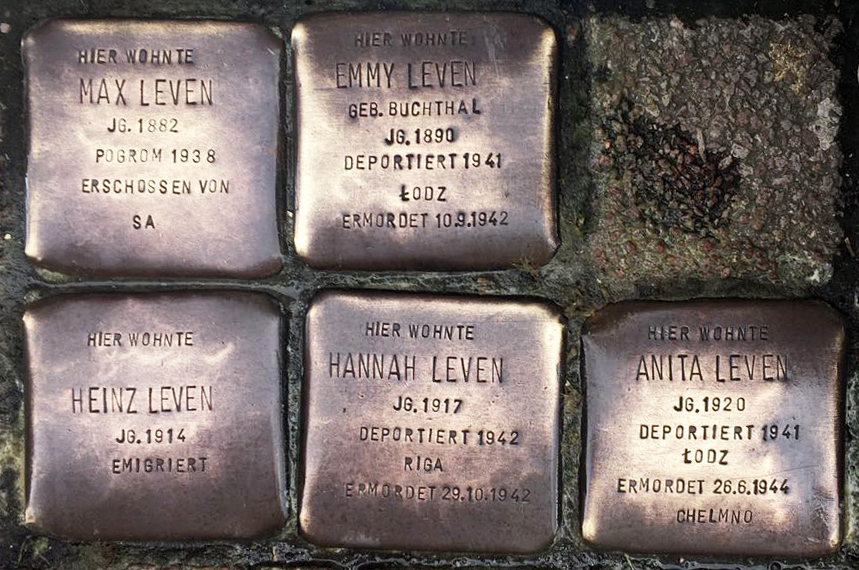 HIER WOHNTE
MAX LEVEN
JG. 1882
POGROM 1938
ERSCHOSSEN VON
SA
HIER WOHNTE
EMMY LEVEN
GEB. BUCHTHAL
JG. 1890
DEPORTIERT 1941
ŁODZ
ERMORDET 10.9.1942
HIER WOHNTE
HEINZ LEVEN
JG. 1914
EMIGRIERT
HIER WOHNTE
HANNAH LEVEN
JG. 1917
DEPORTIERT 1942
RIGA
ERMORDET 29.10.1942
HIER WOHNTE
ANITA LEVEN
JG. 1920
DEPORTIERT 1941
ŁODZ
ERMORDET 26.6.1944
CHELMNO